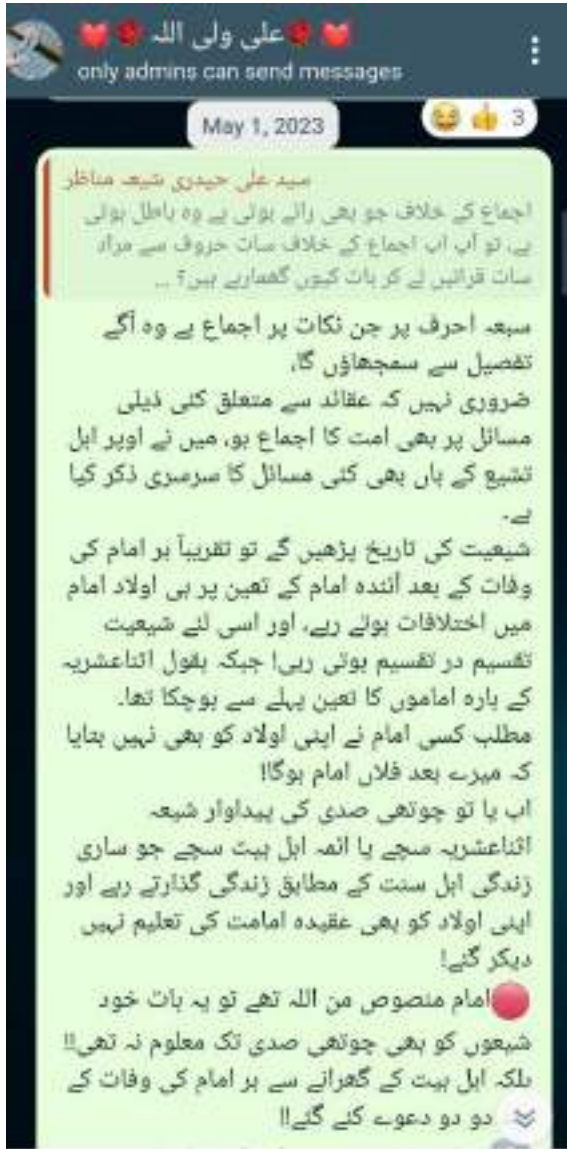 علی ولی اللہ
only admins can send messages
3
May 1, 2023
سید علی حیدری شیعہ مناظر
اجماع کے خلاف جو بھی رائے ہوتی ہے وہ باطل ہوتی
ہے، تو آپ اب اجماع کے خلاف سات حروف سے مراد
سات قراتیں لے کر بات کیوں گھمارہے ہیں؟ ...
سبعہ احرف پر جن نکات پر اجماع ہے وہ آگے
تفصیل سے سمجھاؤں گا،
ضروری نہیں کہ عقائد سے متعلق کئی ذیلی
مسائل پر بھی امت کا اجماع ہو، میں نے اوپر اہل
تشیع کے ہاں بھی کئی مسائل کا سرسری ذکر کیا
ہے۔
شیعیت کی تاریخ پڑھیں گے تو تقریباً ہر امام کی
وفات کے بعد آئندہ امام کے تعین پر ہی اولاد امام
میں اختلافات ہوتے رہے، اور اسی لئے شیعیت
تقسیم در تقسیم ہوتی رہی! جبکہ بقول اثناعشریہ
کے بارہ اماموں کا تعین پہلے سے ہوچکا تھا۔
مطلب کسی امام نے اپنی اولاد کو بھی نہیں بتایا
کہ میرے بعد فلاں امام ہوگا!
اب یا تو چوتھی صدی کی پیداوار شیعہ
اثناعشریہ سچے یا ائمہ اہل بیت سچے جو ساری
زندگی اہل سنت کے مطابق زندگی گذارتے رہے اور
اپنی اولاد کو بھی عقیدہ امامت کی تعلیم نہیں
دیکر گئے!
امام منصوص من اللہ تھے تو یہ بات خود
شیعوں کو بھی چوتھی صدی تک معلوم نہ تھی!!
بلکہ اہل بیت کے گھرانے سے ہر امام کی وفات کے
دو دو دعوے کئے گئے!!